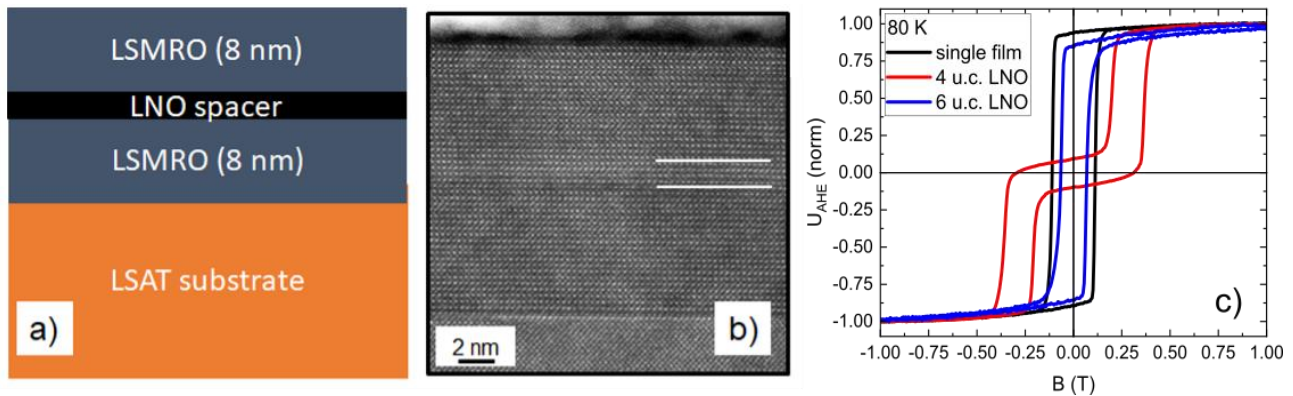 LSMRO (8 nm)
LNO spacer
LSMRO (8 nm)
LSAT substrate
a)
2 nm
b)
80 K
single film
4 u.c. LNO
6 u.c. LNO
1.00
0.75
0.50
0.25
0.00
-0.25
-0.50
-0.75
-1.00
U_AHE (norm)
c)
-1.00 -0.75 -0.50 -0.25 0.00 0.25 0.50 0.75 1.00
B (T)